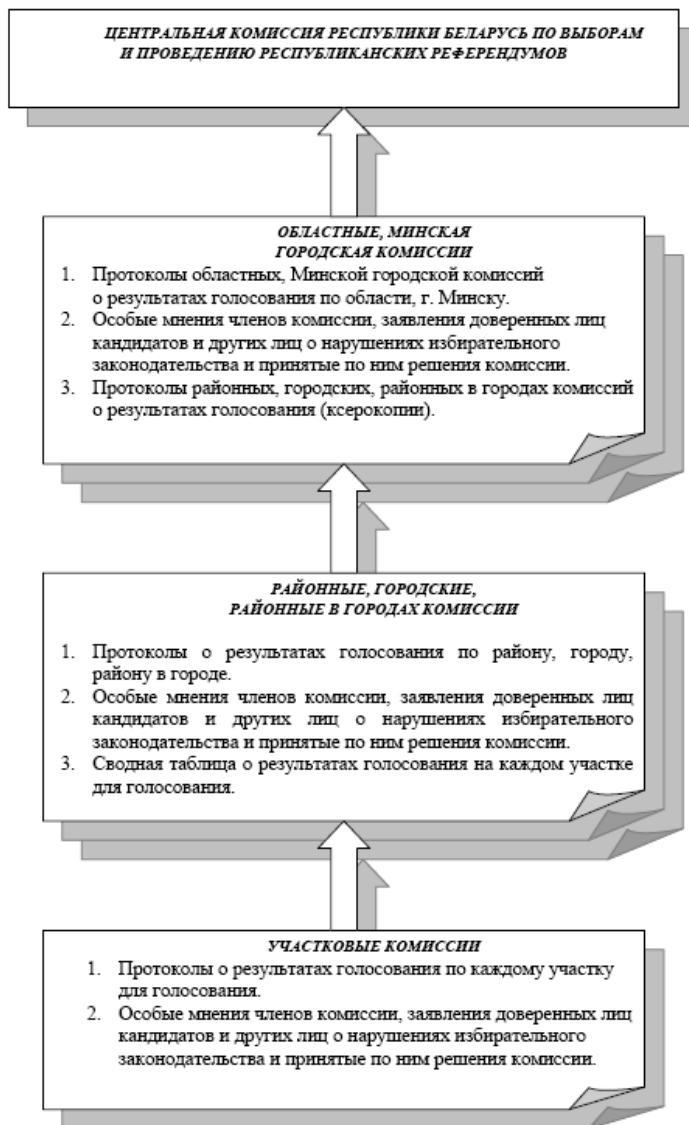 ЦЕНТРАЛЬНАЯ КОМИССИЯ РЕСПУБЛИКИ БЕЛАРУСЬ ПО ВЫБОРАМ
И ПРОВЕДЕНИЮ РЕСПУБЛИКАНСКИХ РЕФЕРЕНДУМОВ
ОБЛАСТНЫЕ, МИНСКАЯ
ГОРОДСКАЯ КОМИССИИ
1. Протоколы областных, Минской городской комиссий
о результатах голосования по области, г. Минску.
2. Особые мнения членов комиссии, заявления доверенных лиц
кандидатов и других лиц о нарушениях избирательного
законодательства и принятые по ним решения комиссии.
3. Протоколы районных, городских, районных в городах комиссий
о результатах голосования (ксерокопии).
РАЙОННЫЕ, ГОРОДСКИЕ,
РАЙОННЫЕ В ГОРОДАХ КОМИССИИ
1. Протоколы о результатах голосования по району, городу,
району в городе.
2. Особые мнения членов комиссии, заявления доверенных лиц
кандидатов и других лиц о нарушениях избирательного
законодательства и принятые по ним решения комиссии.
3. Сводная таблица о результатах голосования на каждом участке
для голосования.
УЧАСТКОВЫЕ КОМИССИИ
1. Протоколы о результатах голосования по каждому участку
для голосования.
2. Особые мнения членов комиссии, заявления доверенных лиц
кандидатов и других лиц о нарушениях избирательного
законодательства и принятые по ним решения комиссии.